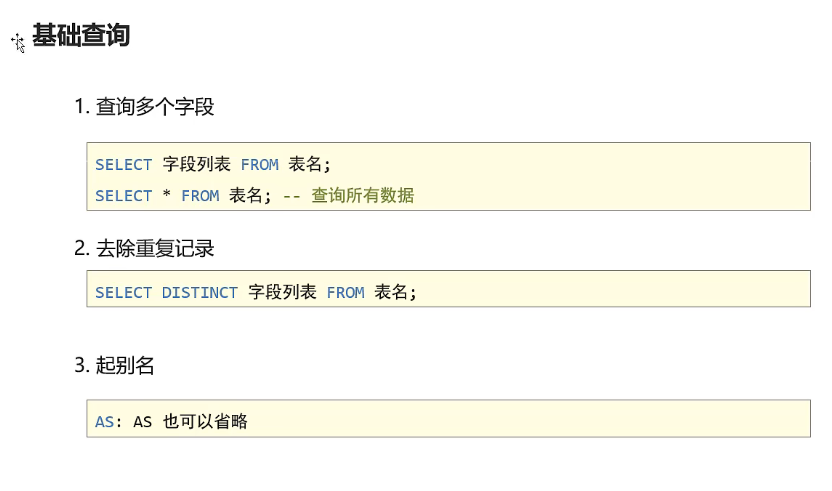 基础查询
1. 查询多个字段
SELECT 字段列表 FROM 表名;
SELECT * FROM 表名; -- 查询所有数据
2. 去除重复记录
SELECT DISTINCT 字段列表 FROM 表名;
3. 起别名
AS: AS 也可以省略